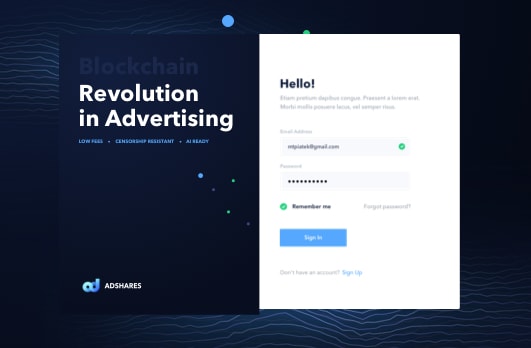 Blockchain
Revolution
in Advertising
LOW FEES • CENSORSHIP RESISTANT • AI READY
ADSHARES
Hello!
Etiam pretium dapibus congue. Praesent a lorem erat.
Morbi mollis posuere lacus, vel semper risus.
Email Address
mtpiatek@gmail.com
Password
Remember me
Forgot password?
Sign In
Don't have an account? Sign Up